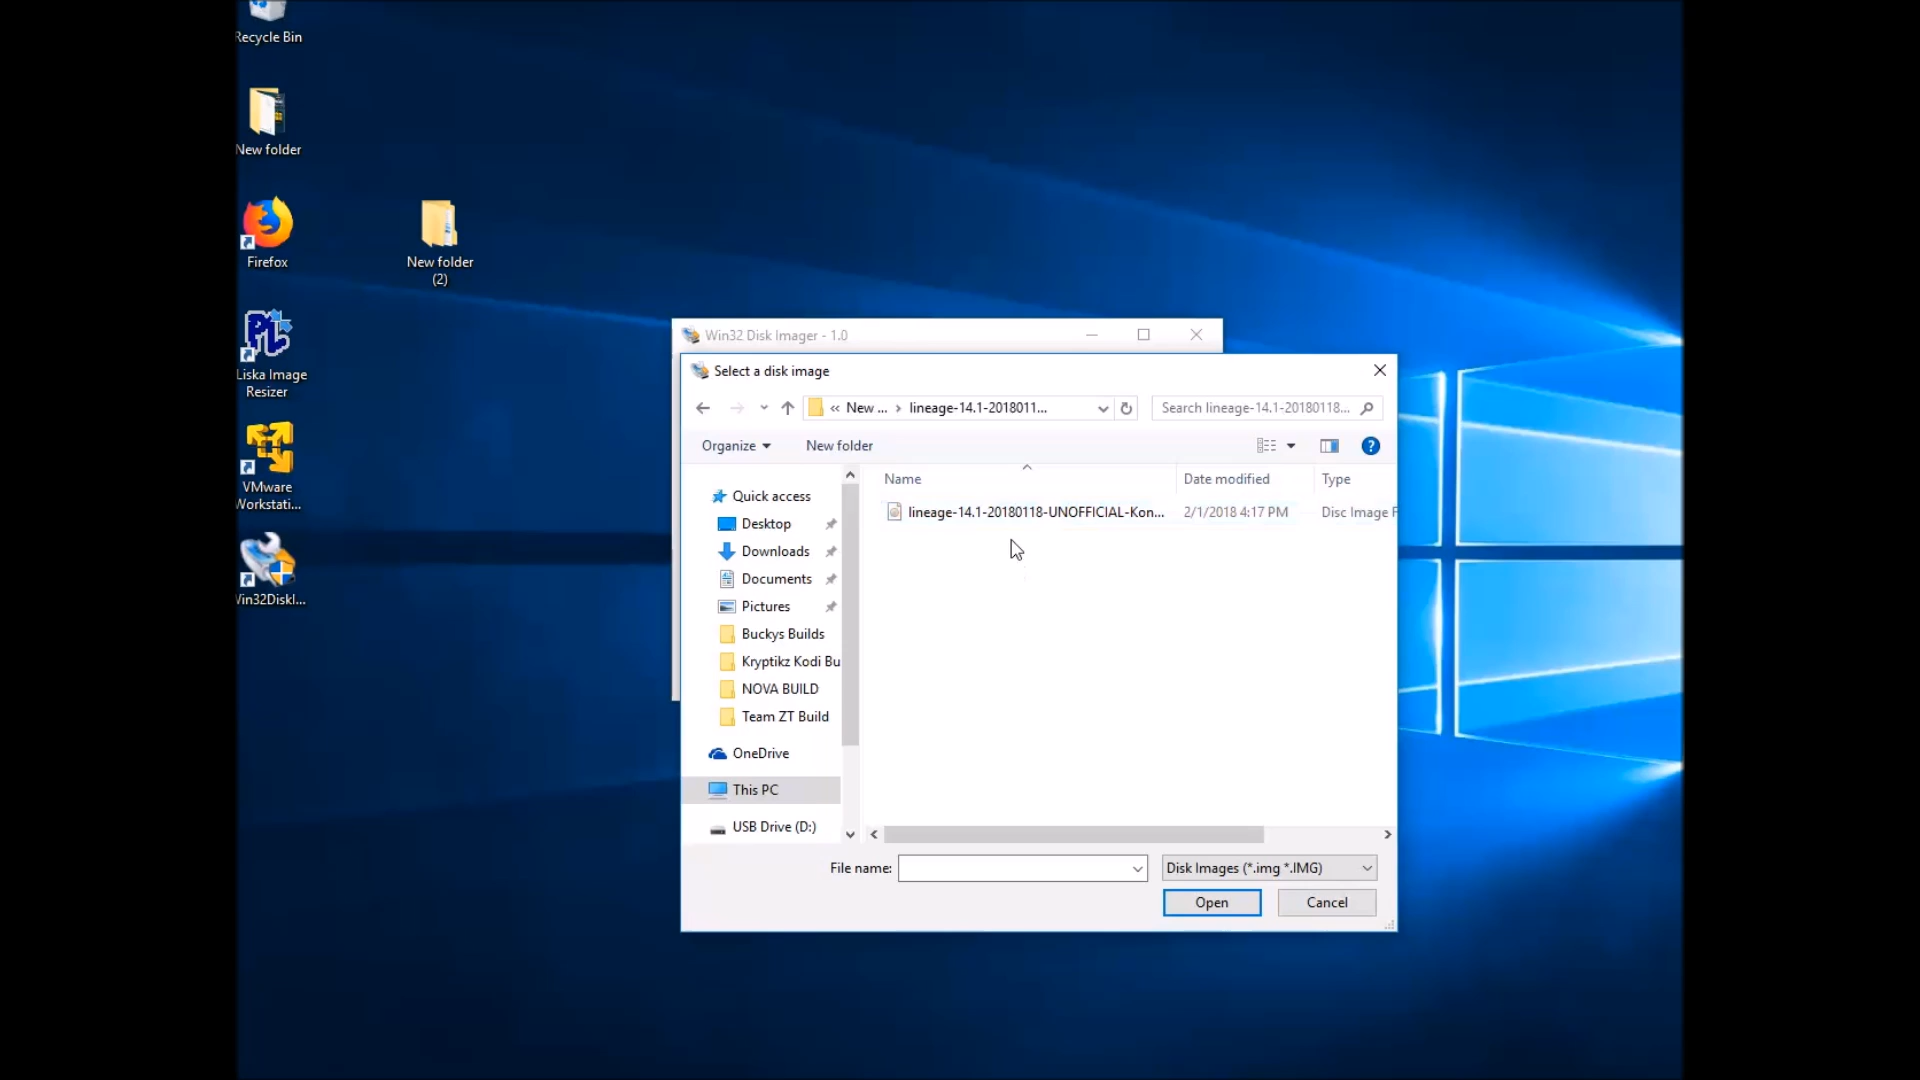 Recycle Bin
New folder
Firefox
New folder
(2)
Liska Image
Resizer
VMware
Workstati...
Win32DiskI...
Win32 Disk Imager - 1.0
Select a disk image
« New ... › lineage-14.1-2018011...
Search lineage-14.1-20180118...
Organize
New folder
Name
Date modified
Type
Quick access
lineage-14.1-20180118-UNOFFICIAL-Kon...
2/1/2018 4:17 PM
Disc Image F
Desktop
Downloads
Documents
Pictures
Buckys Builds
Kryptikz Kodi Bu
NOVA BUILD
Team ZT Build
OneDrive
This PC
USB Drive (D:)
File name:
Disk Images (*.img *.IMG)
Open
Cancel